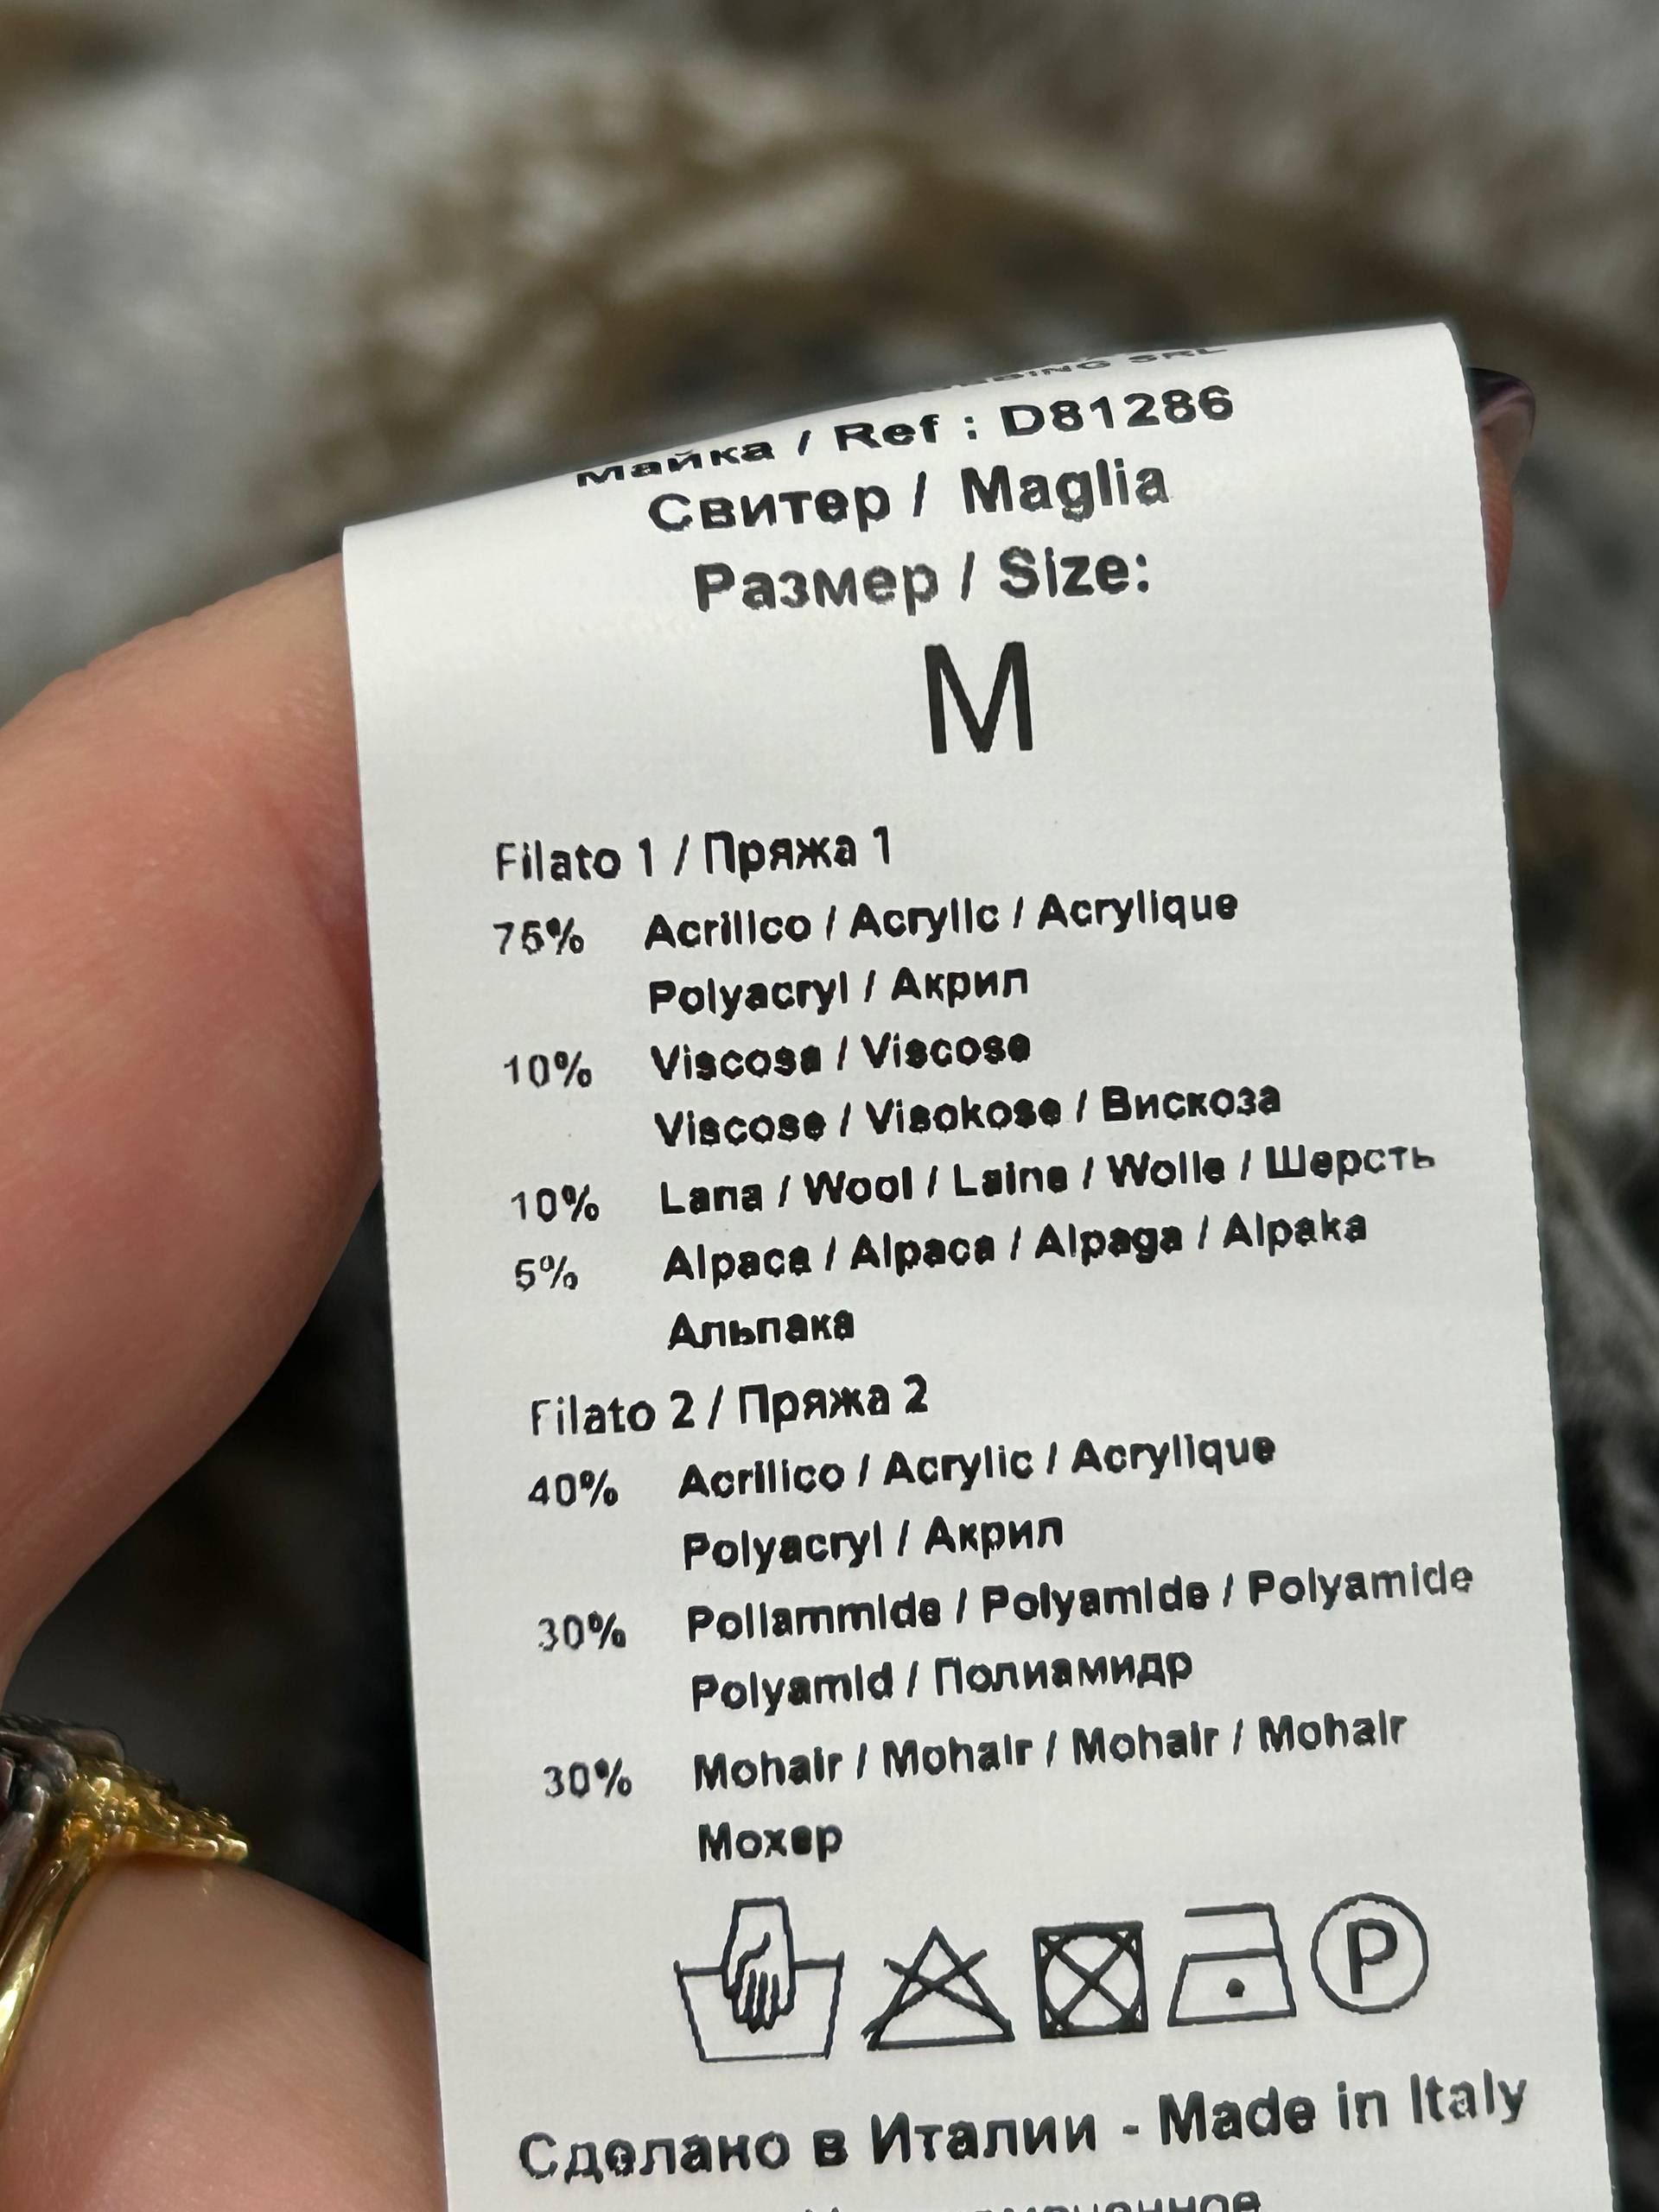 SRL
Майка / Ref : D81286
Свитер / Maglia
Размер / Size:
M
Filato 1 / Пряжа 1
75% Acrilico / Acrylic / Acrylique
Polyacryl / Акрил
10% Viscosa / Viscose
Viscose / Visokose / Вискоза
10% Lana / Wool / Laine / Wolle / Шерсть
5% Alpaca / Alpaca / Alpaga / Alpaka
Альпака
Filato 2 / Пряжа 2
40% Acrilico / Acrylic / Acrylique
Polyacryl / Акрил
30% Poliammide / Polyamide / Polyamide
Polyamid / Полиамидр
30% Mohair / Mohair / Mohair / Mohair
Мохер
P
Сделано в Италии - Made in Italy